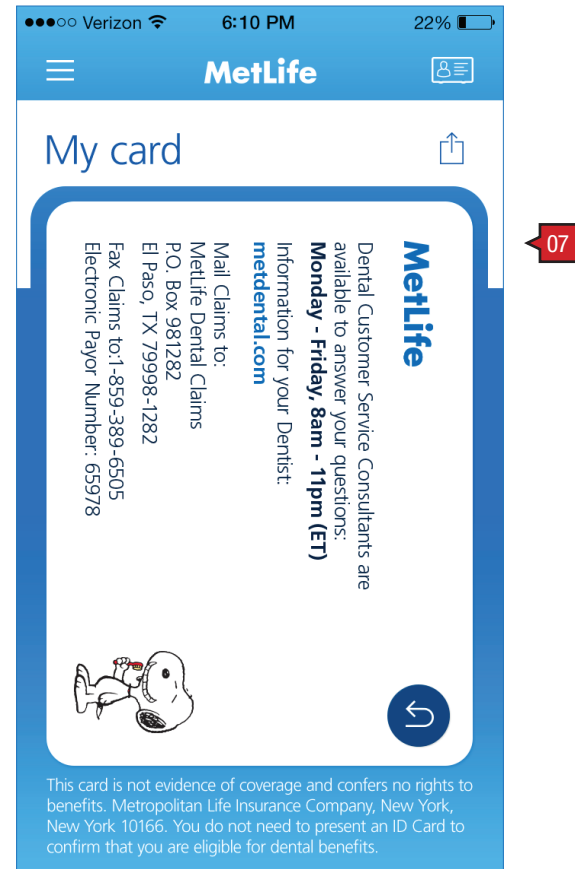 Verizon 6:10 PM 22%
MetLife
My card
07
MetLife
Dental Customer Service Consultants are
available to answer your questions:
Monday - Friday, 8am - 11pm (ET)
Information for your Dentist:
metdental.com
Mail Claims to:
MetLife Dental Claims
P.O. Box 981282
El Paso, TX 79998-1282
Fax Claims to:1-859-389-6505
Electronic Payor Number: 65978
This card is not evidence of coverage and confers no rights to
benefits. Metropolitan Life Insurance Company, New York,
New York 10166. You do not need to present an ID Card to
confirm that you are eligible for dental benefits.